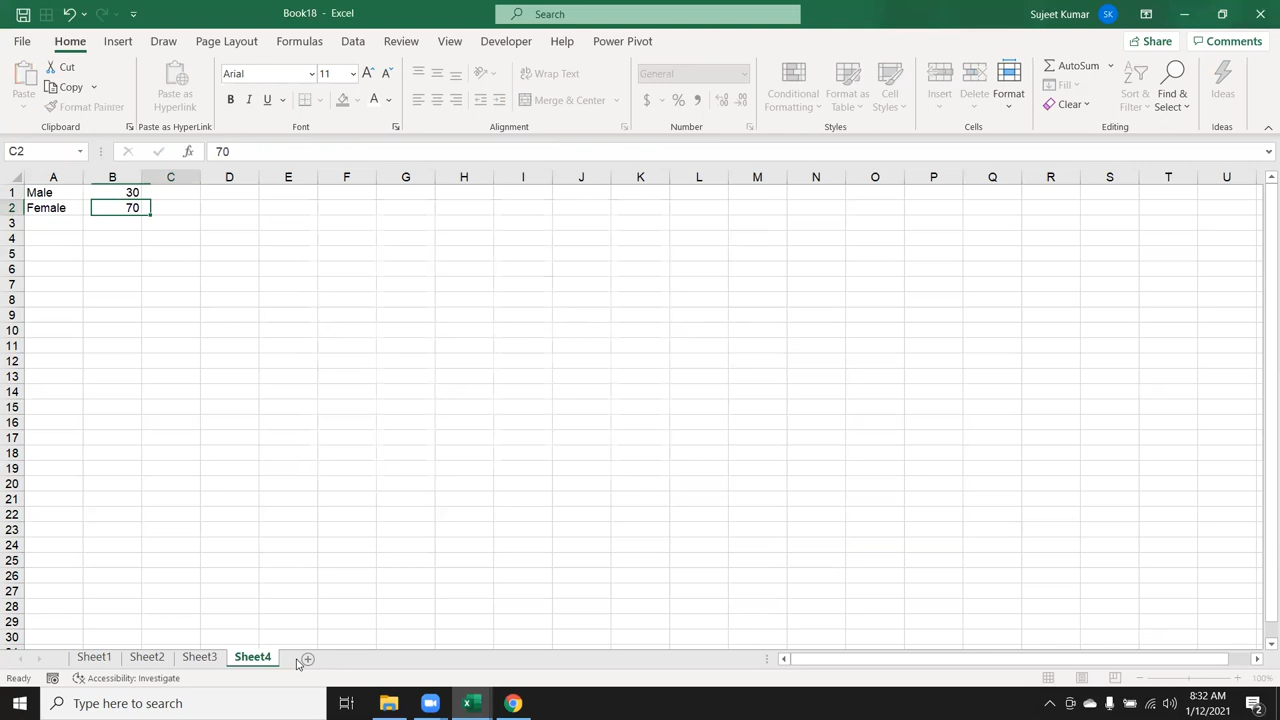 Book18 - Excel
Search
Sujeet Kumar
SK
File Home Insert Draw Page Layout Formulas Data Review View Developer Help Power Pivot
Share Comments
Paste
Cut
Copy
Format Painter
Clipboard
Paste as Hyperlink
Paste as HyperLink
Arial 11
B I U
Font
Wrap Text
Merge & Center
Alignment
General
$ % ,
Number
Conditional Formatting
Format as Table
Cell Styles
Styles
Insert Delete Format
Cells
AutoSum
Fill
Clear
Sort & Filter
Find & Select
Editing
Ideas
Ideas
C2 fx 70
A B C D E F G H I J K L M N O P Q R S T U
1 Male 30
2 Female 70
3
4
5
6
7
8
9
10
11
12
13
14
15
16
17
18
19
20
21
22
23
24
25
26
27
28
29
30
Sheet1 Sheet2 Sheet3 Sheet4
Ready Accessibility: Investigate 100%
Type here to search
8:32 AM
1/12/2021